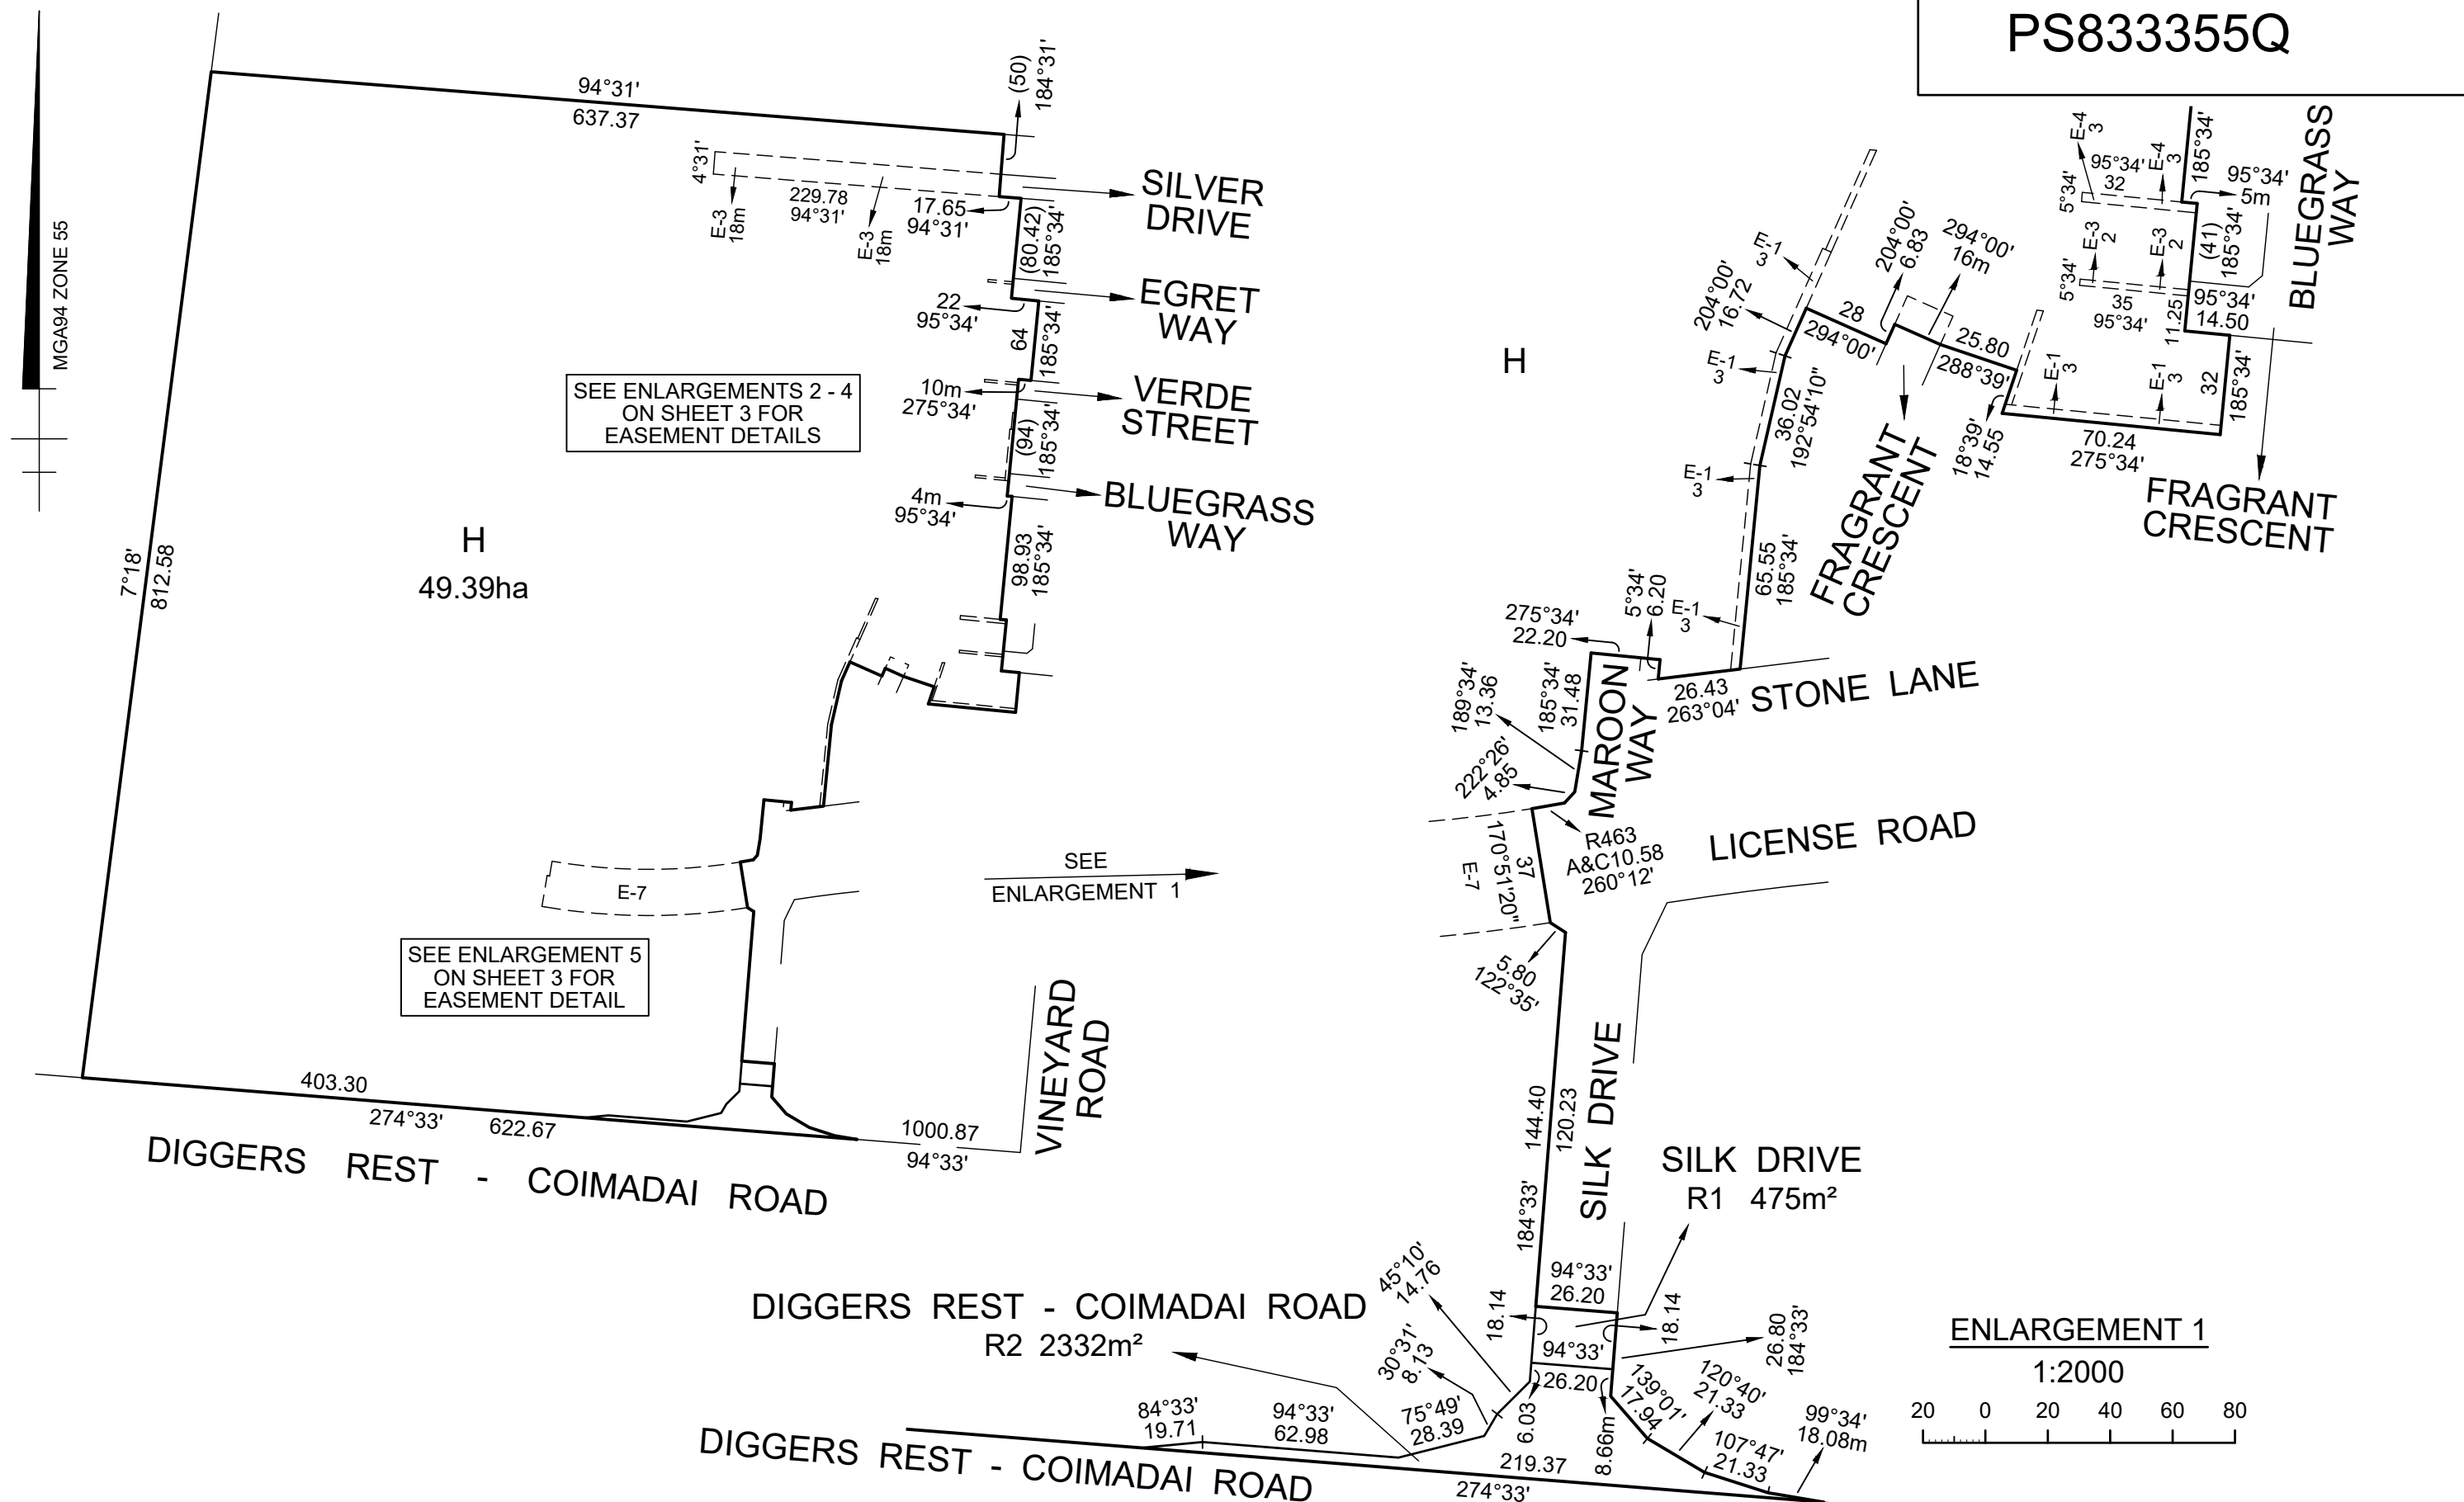 PS833355Q
MGA94 ZONE 55
94°31'
637.37
(50)
184°31'
4°31'
E-3
18m
229.78
94°31'
E-3
18m
17.65
94°31'
SILVER
DRIVE
(80.42)
185°34'
EGRET
WAY
22
95°34'
64
185°34'
10m
275°34'
VERDE
STREET
(94)
185°34'
4m
95°34'
BLUEGRASS
WAY
98.93
185°34'
SEE ENLARGEMENTS 2 - 4
ON SHEET 3 FOR
EASEMENT DETAILS
H
49.39ha
7°18'
812.58
E-7
SEE ENLARGEMENT 5
ON SHEET 3 FOR
EASEMENT DETAIL
SEE
ENLARGEMENT 1
VINEYARD
ROAD
403.30
274°33'
622.67
1000.87
94°33'
DIGGERS REST - COIMADAI ROAD
H
E-4
3
95°34'
32
E-4
3
185°34'
95°34'
5m
BLUEGRASS
WAY
5°34'
E-3
2
E-3
2
(41)
185°34'
5°34'
35
95°34'
11.25
95°34'
14.50
E-1
3
E-1
3
32
185°34'
70.24
275°34'
18°39'
14.55
FRAGRANT
CRESCENT
E-1
3
204°00'
16.72
28
294°00'
204°00'
6.83
294°00'
16m
25.80
288°39'
E-1
3
36.02
192°54'10"
FRAGRANT
CRESCENT
E-1
3
65.55
185°34'
E-1
3
5°34'
6.20
275°34'
22.20
26.43
263°04'
STONE LANE
185°34'
31.48
MAROON
WAY
189°34'
13.36
222°26'
4.85
R463
A&C10.58
260°12'
LICENSE ROAD
E-7
170°51'20"
37
5.80
122°35'
SILK DRIVE
144.40
120.23
184°33'
SILK DRIVE
R1 475m²
94°33'
26.20
18.14
18.14
94°33'
26.20
26.80
184°33'
45°10'
14.76
30°31'
8.13
DIGGERS REST - COIMADAI ROAD
R2 2332m²
84°33'
19.71
94°33'
62.98
75°49'
28.39
6.03
8.66m
139°01'
17.94
120°40'
21.33
107°47'
21.33
99°34'
18.08m
219.37
274°33'
DIGGERS REST - COIMADAI ROAD
ENLARGEMENT 1
1:2000
20 0 20 40 60 80